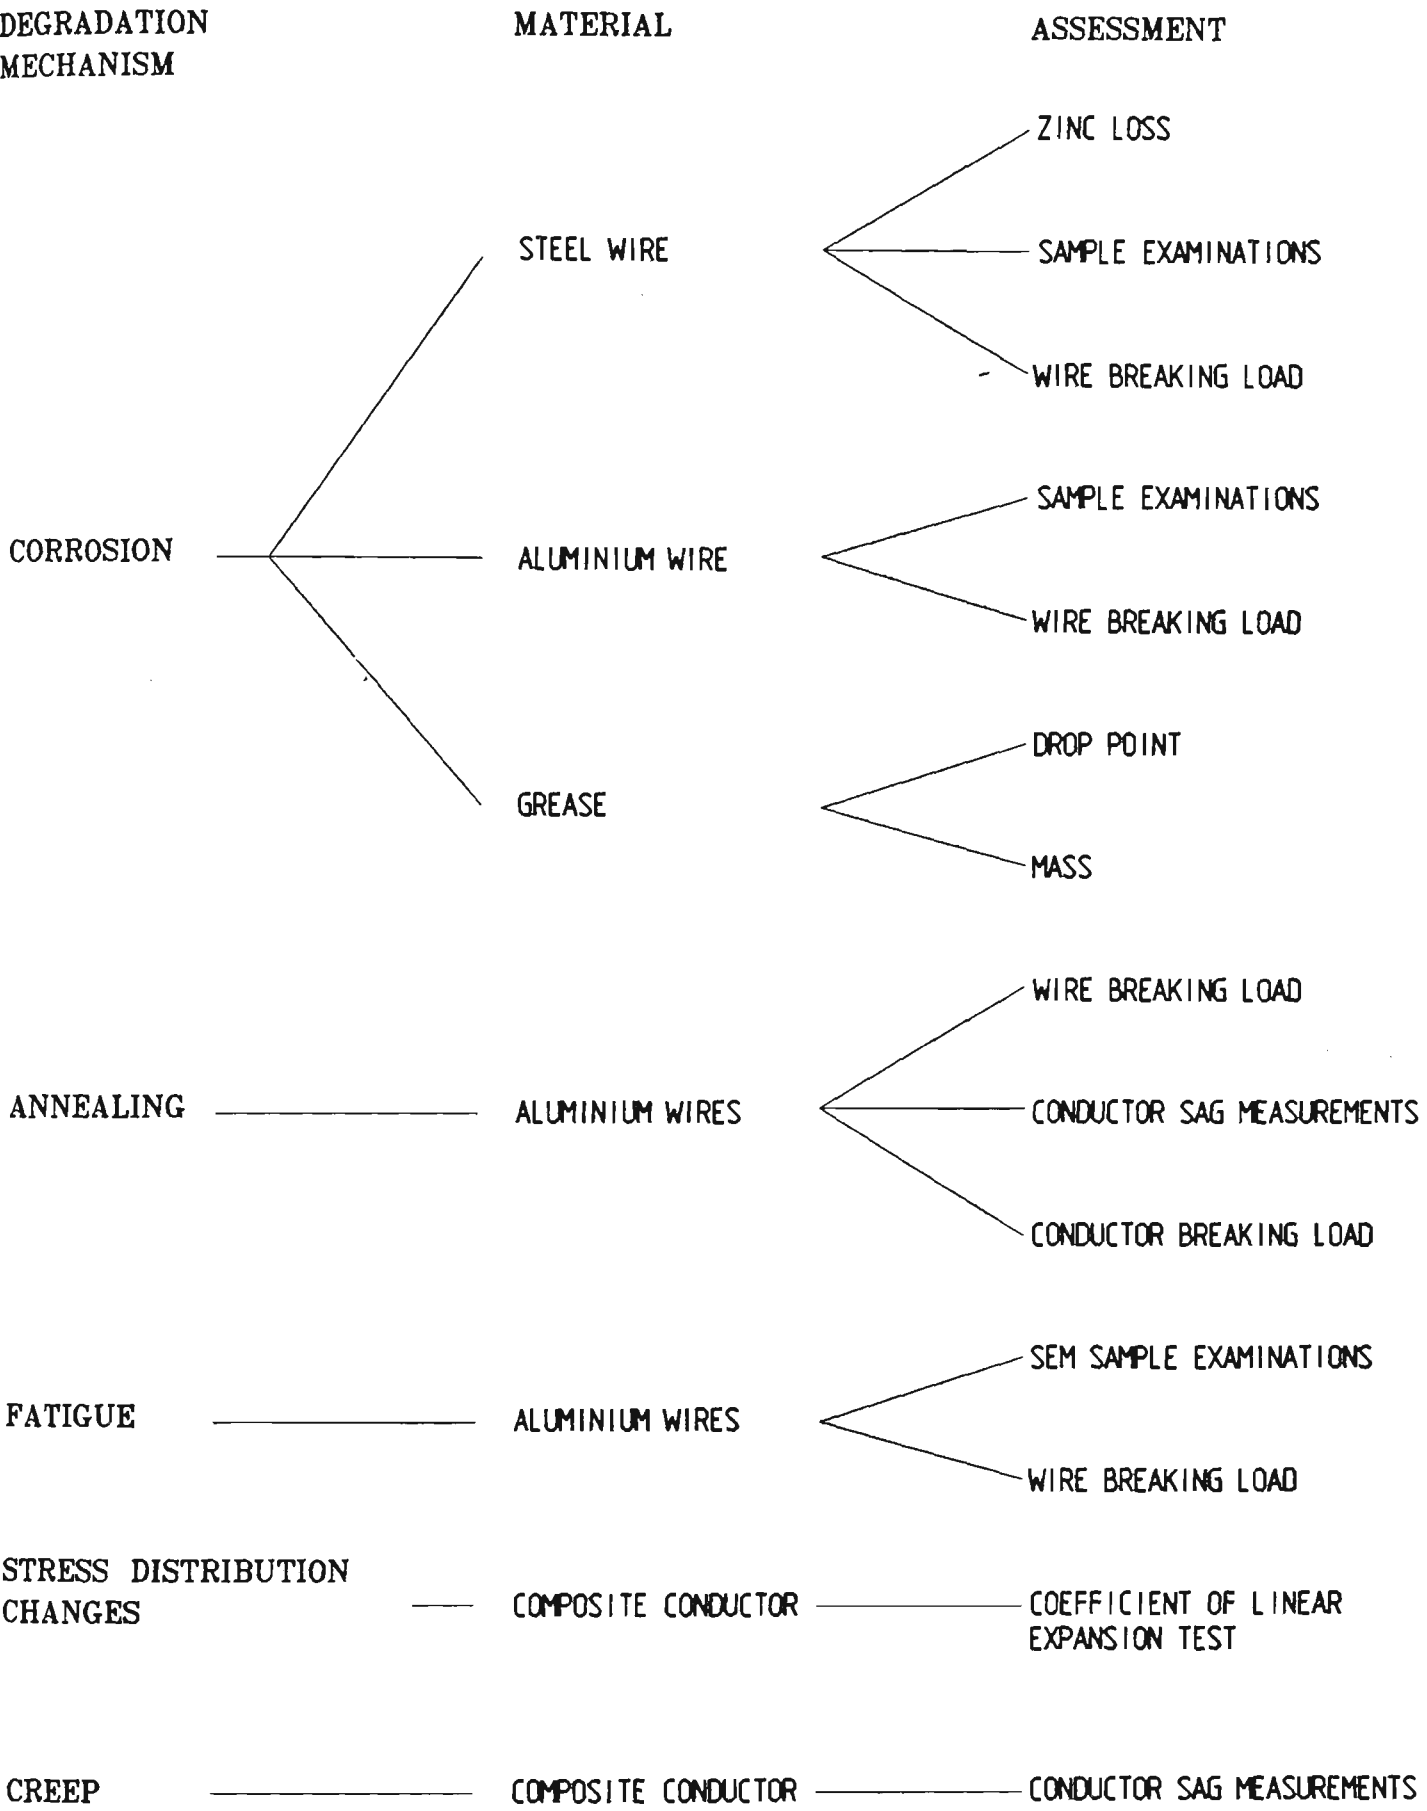 DEGRADATION
MECHANISM
MATERIAL
ASSESSMENT
ZINC LOSS
STEEL WIRE
SAMPLE EXAMINATIONS
WIRE BREAKING LOAD
SAMPLE EXAMINATIONS
CORROSION
ALUMINIUM WIRE
WIRE BREAKING LOAD
DROP POINT
GREASE
MASS
WIRE BREAKING LOAD
ANNEALING
ALUMINIUM WIRES
CONDUCTOR SAG MEASUREMENTS
CONDUCTOR BREAKING LOAD
SEM SAMPLE EXAMINATIONS
FATIGUE
ALUMINIUM WIRES
WIRE BREAKING LOAD
STRESS DISTRIBUTION
CHANGES
COMPOSITE CONDUCTOR
COEFFICIENT OF LINEAR
EXPANSION TEST
CREEP
COMPOSITE CONDUCTOR
CONDUCTOR SAG MEASUREMENTS